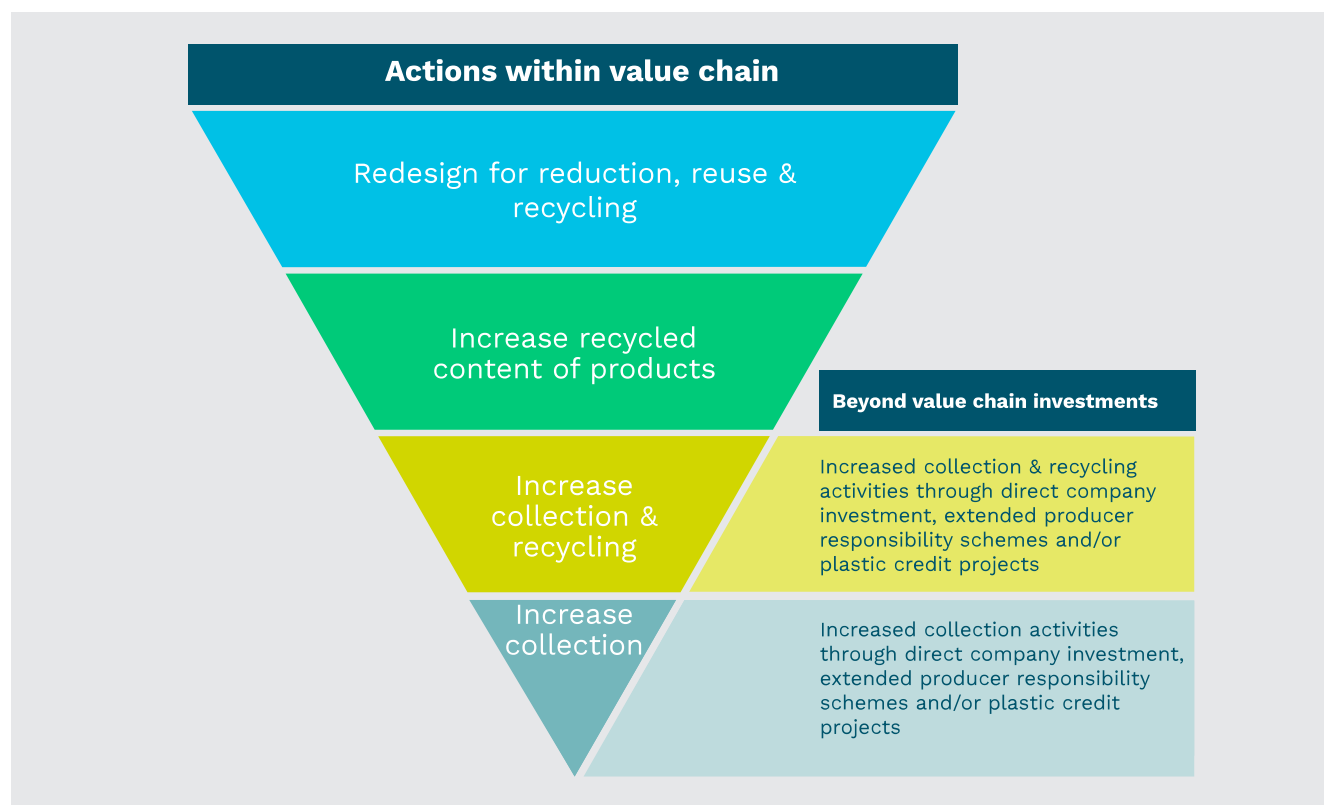 Actions within value chain
Redesign for reduction, reuse &
recycling
Increase recycled
content of products
Beyond value chain investments
Increase
collection &
recycling
Increased collection & recycling
activities through direct company
investment, extended producer
responsibility schemes and/or
plastic credit projects
Increase
collection
Increased collection activities
through direct company investment,
extended producer responsibility
schemes and/or plastic credit
projects